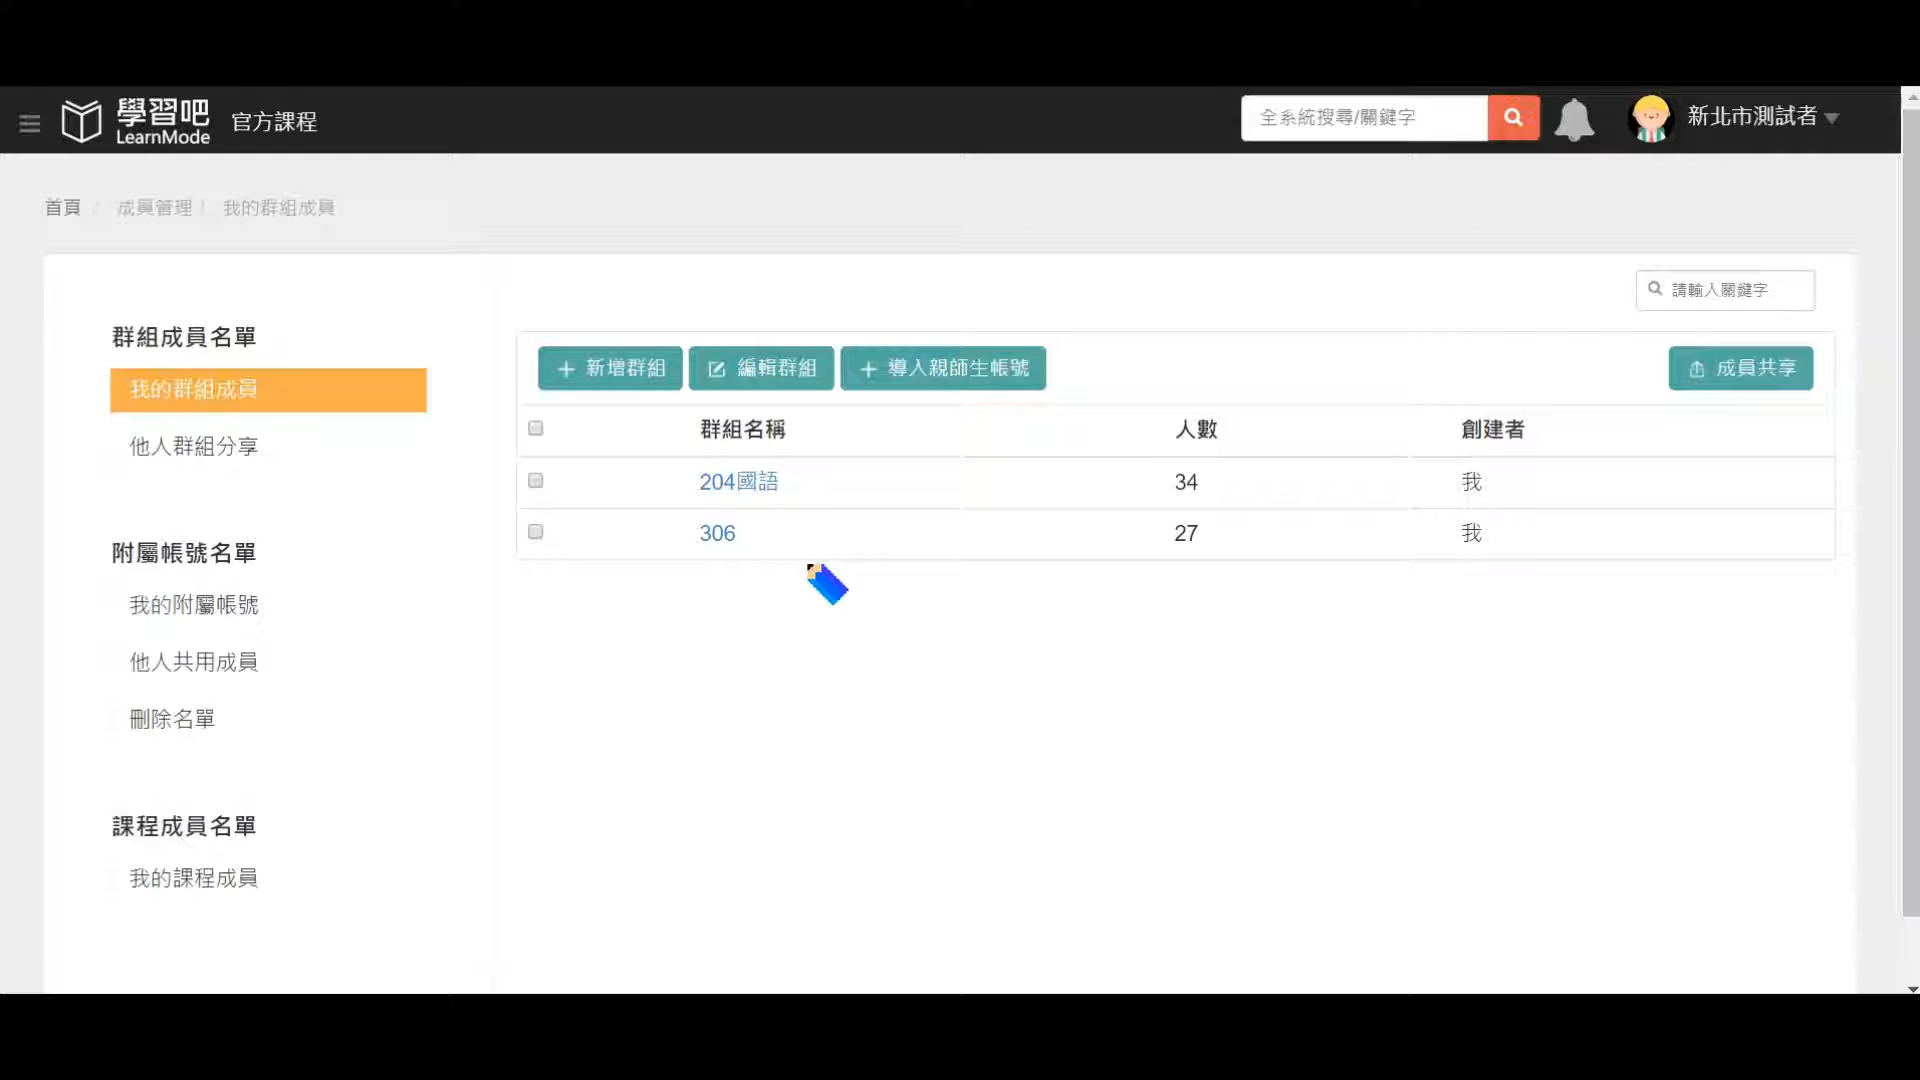 學習吧
LearnMode
官方課程
全系統搜尋/關鍵字
新北市測試者
首頁 / 成員管理 / 我的群組成員
請輸入關鍵字
群組成員名單
我的群組成員
他人群組分享
附屬帳號名單
我的附屬帳號
他人共用成員
刪除名單
課程成員名單
我的課程成員
新增群組 編輯群組 導入親師生帳號 成員共享
群組名稱 人數 創建者
204國語 34 我
306 27 我